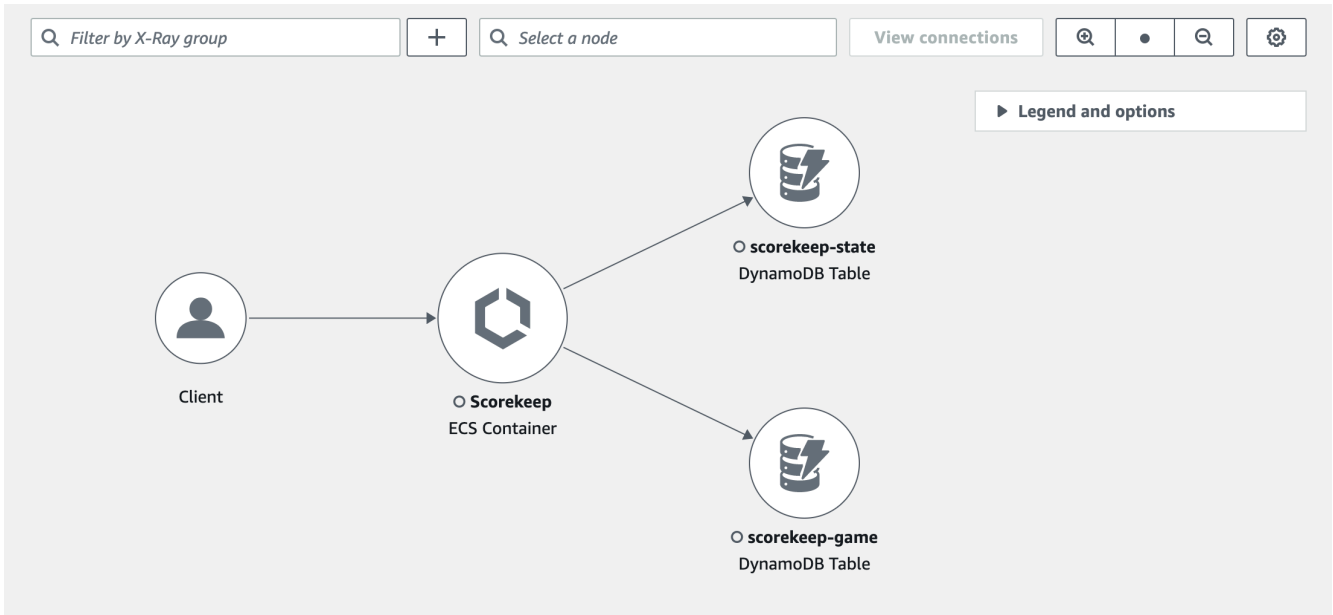 Filter by X-Ray group
Select a node
View connections
Legend and options
scorekeep-state
DynamoDB Table
Client
Scorekeep
ECS Container
scorekeep-game
DynamoDB Table